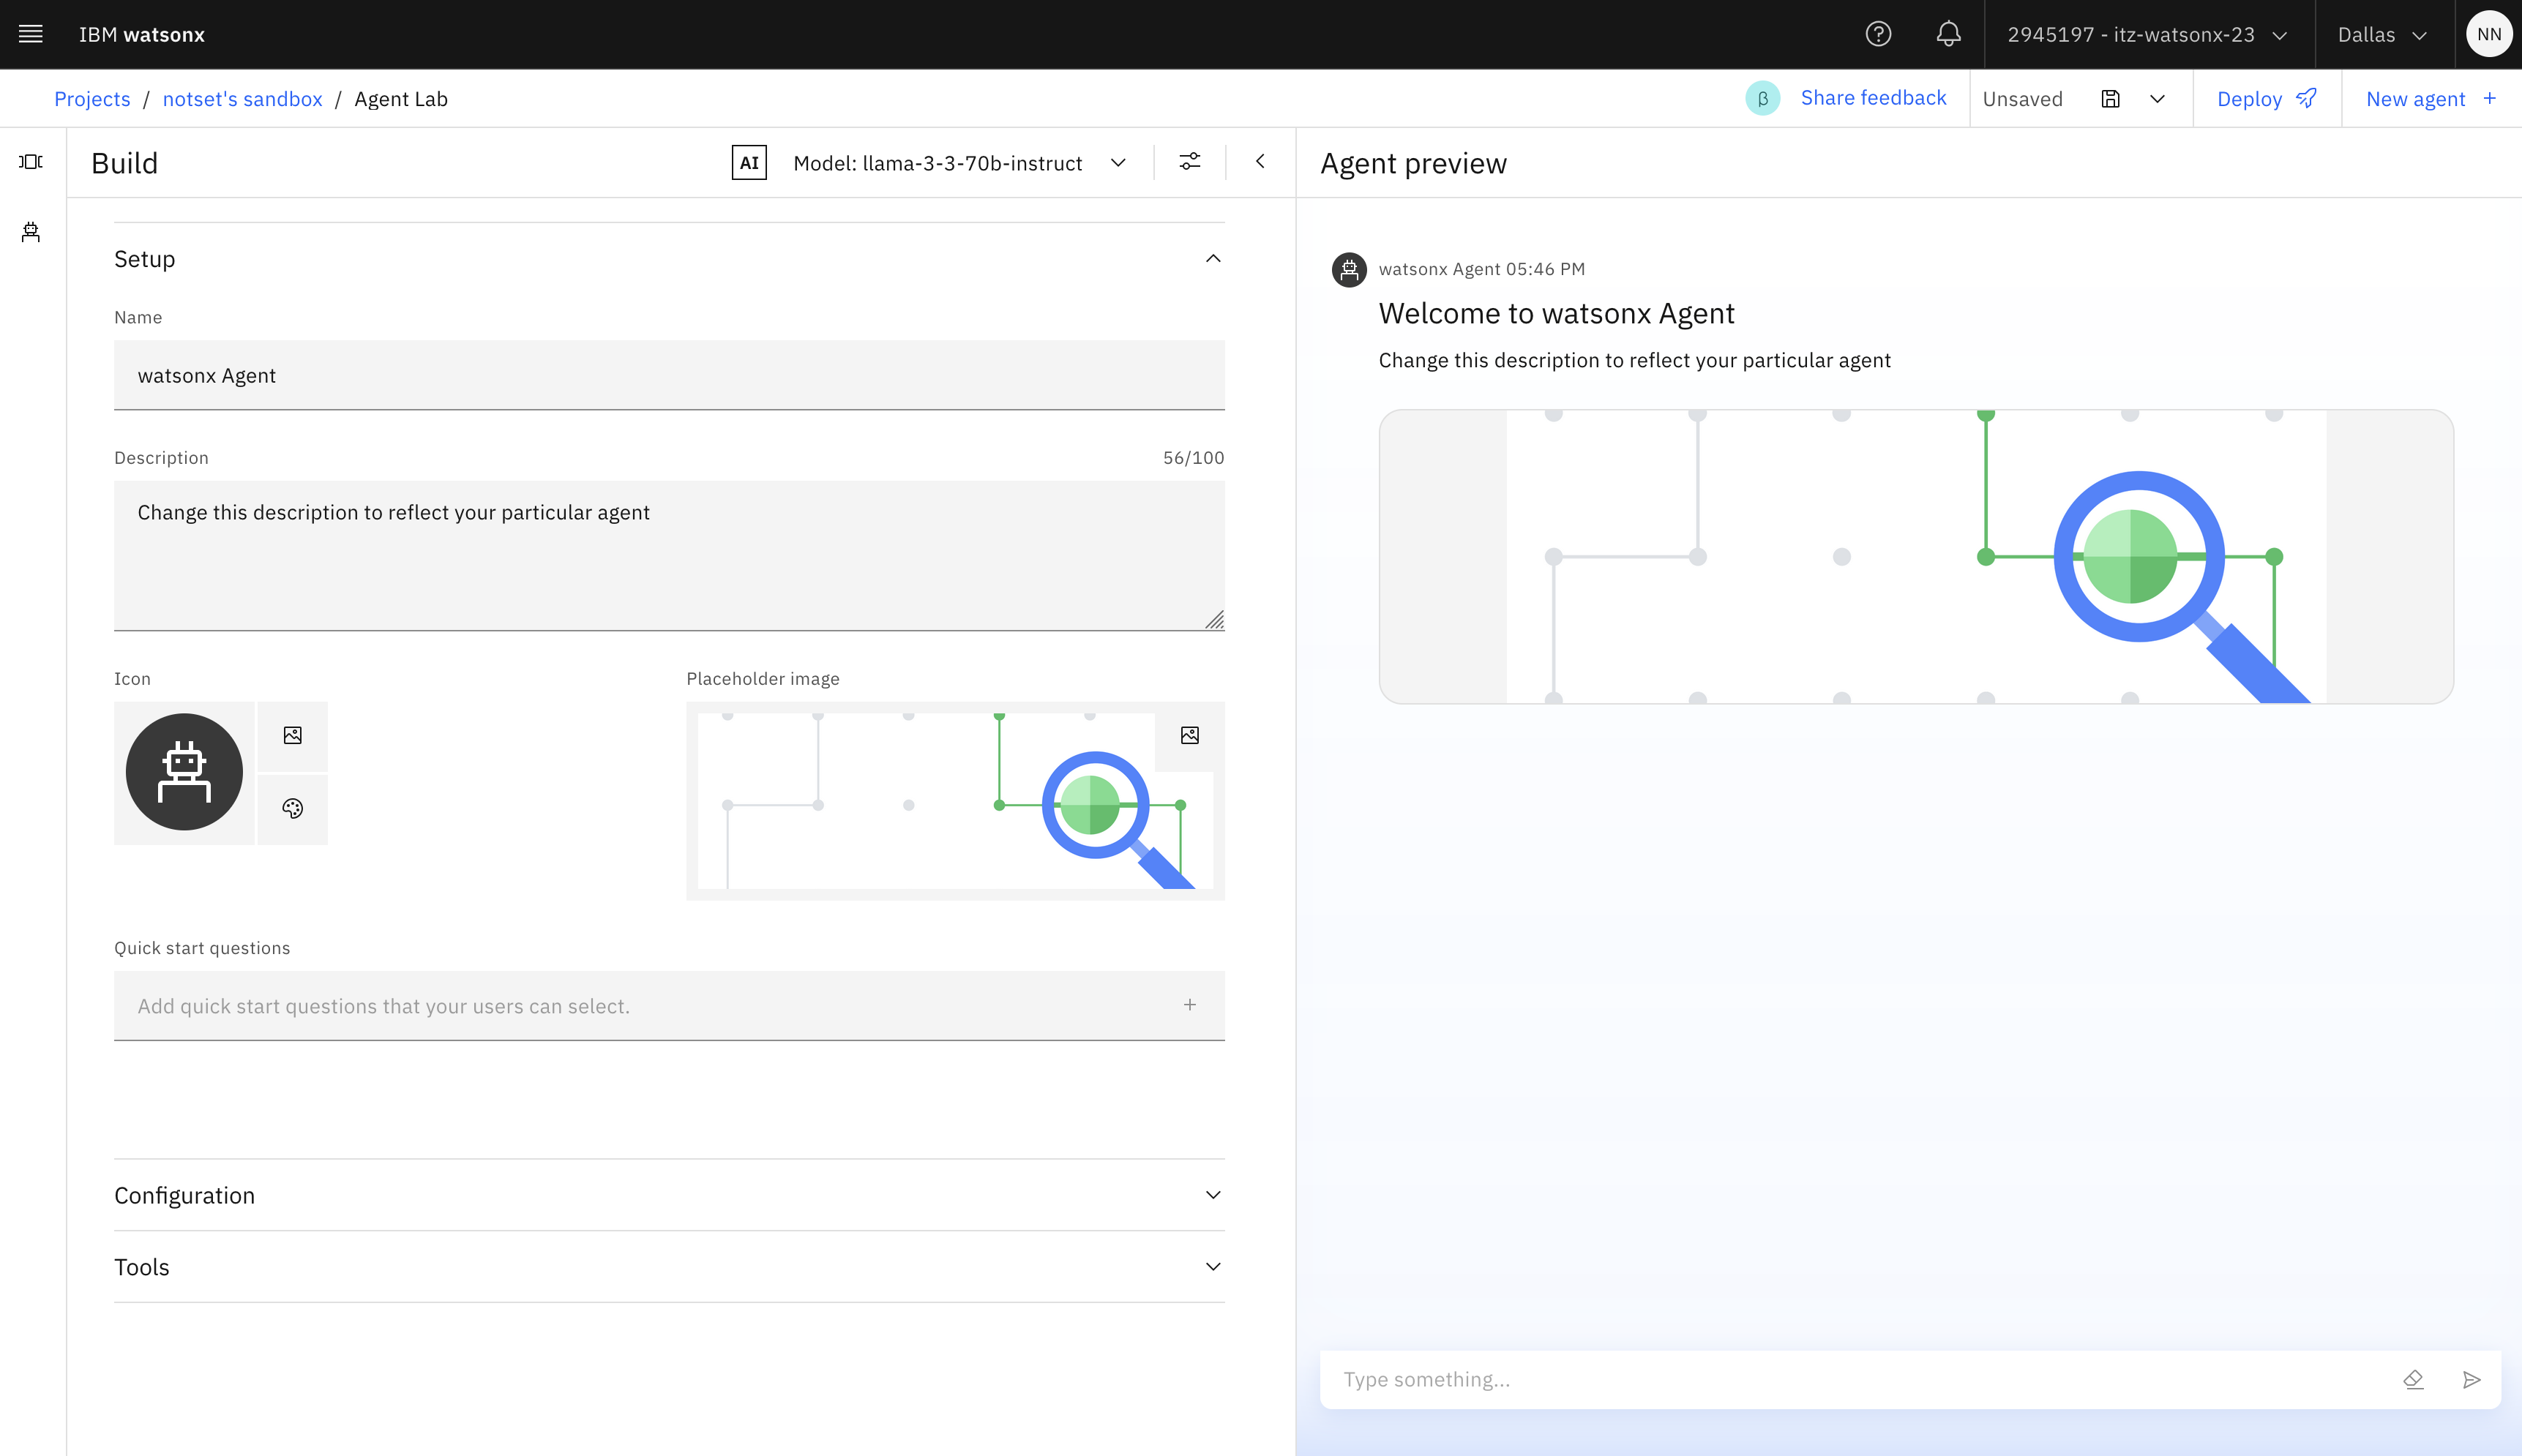 IBM watsonx
2945197 - itz-watsonx-23
Dallas
NN
Projects / notset's sandbox / Agent Lab
β
Share feedback
Unsaved
Deploy
New agent +
Build
AI
Model: llama-3-3-70b-instruct
Agent preview
Setup
Name
watsonx Agent
Description
56/100
Change this description to reflect your particular agent
Icon
Placeholder image
Quick start questions
Add quick start questions that your users can select.
Configuration
Tools
watsonx Agent 05:46 PM
Welcome to watsonx Agent
Change this description to reflect your particular agent
Type something...